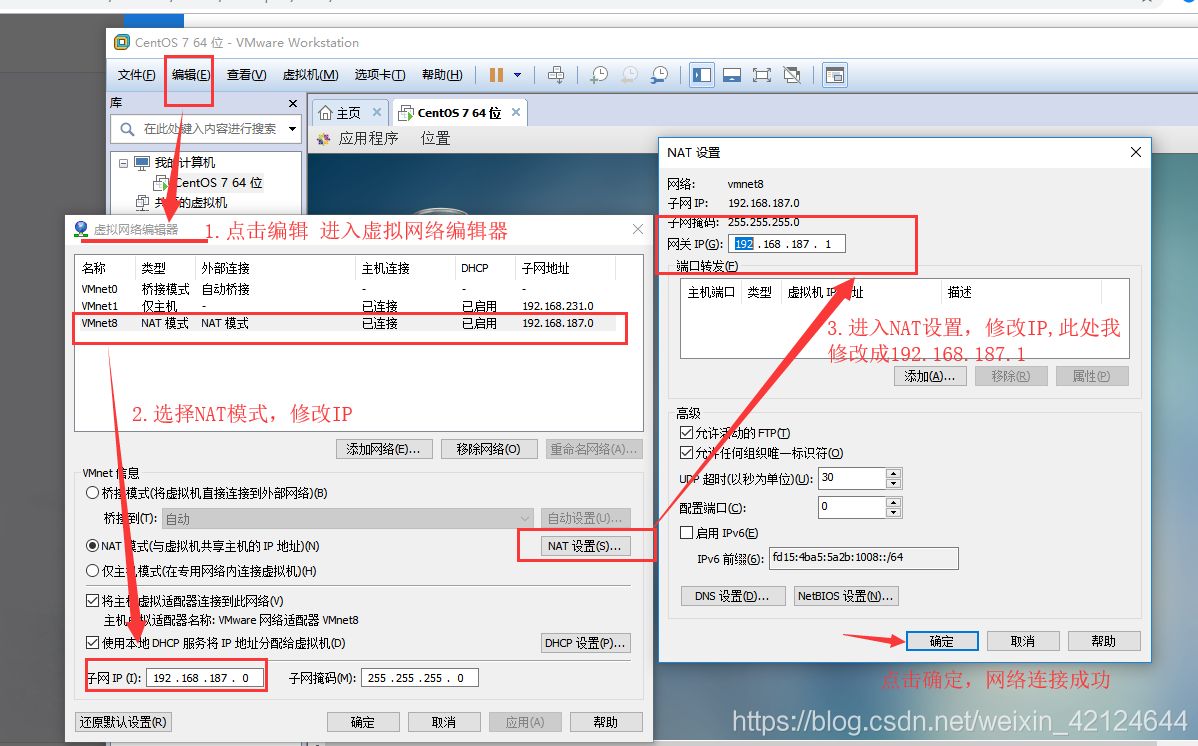 CentOS 7 64 位 - VMware Workstation
文件(F) 编辑(E) 查看(V) 虚拟机(M) 选项卡(T) 帮助(H)
库
主页 CentOS 7 64 位
在此处键入内容进行搜索
应用程序 位置
我的计算机
CentOS 7 64 位
共享的虚拟机
虚拟网络编辑器
1.点击编辑 进入虚拟网络编辑器
名称 类型 外部连接 主机连接 DHCP 子网地址
VMnet0 桥接模式 自动桥接 - - -
VMnet1 仅主机... - 已连接 已启用 192.168.231.0
VMnet8 NAT 模式 NAT 模式 已连接 已启用 192.168.187.0
2.选择NAT模式，修改IP
添加网络(E)... 移除网络(O) 重命名网络(A)...
VMnet 信息
桥接模式(将虚拟机直接连接到外部网络)(B)
桥接到(T): 自动 自动设置(U)...
NAT 模式(与虚拟机共享主机的 IP 地址)(N) NAT 设置(S)...
仅主机模式(在专用网络内连接虚拟机)(H)
将主机虚拟适配器连接到此网络(V)
主机虚拟适配器名称: VMware 网络适配器 VMnet8
使用本地 DHCP 服务将 IP 地址分配给虚拟机(D) DHCP 设置(P)...
子网 IP (I): 192 . 168 . 187 . 0 子网掩码(M): 255 . 255 . 255 . 0
还原默认设置(R) 确定 取消 应用(A) 帮助
NAT 设置
网络: vmnet8
子网 IP: 192.168.187.0
子网掩码: 255.255.255.0
网关 IP(G): 192 . 168 . 187 . 1
端口转发(F)
主机端口 类型 虚拟机 IP 地址 描述
3.进入NAT设置，修改IP,此处我
修改成192.168.187.1
添加(A)... 移除(R) 属性(P)
高级
允许活动的 FTP(T)
允许任何组织唯一标识符(O)
UDP 超时(以秒为单位)(U): 30
配置端口(C): 0
启用 IPv6(E)
IPv6 前缀(6): fd15:4ba5:5a2b:1008::/64
DNS 设置(D)... NetBIOS 设置(N)...
确定 取消 帮助
点击确定，网络连接成功
https://blog.csdn.net/weixin_42124644